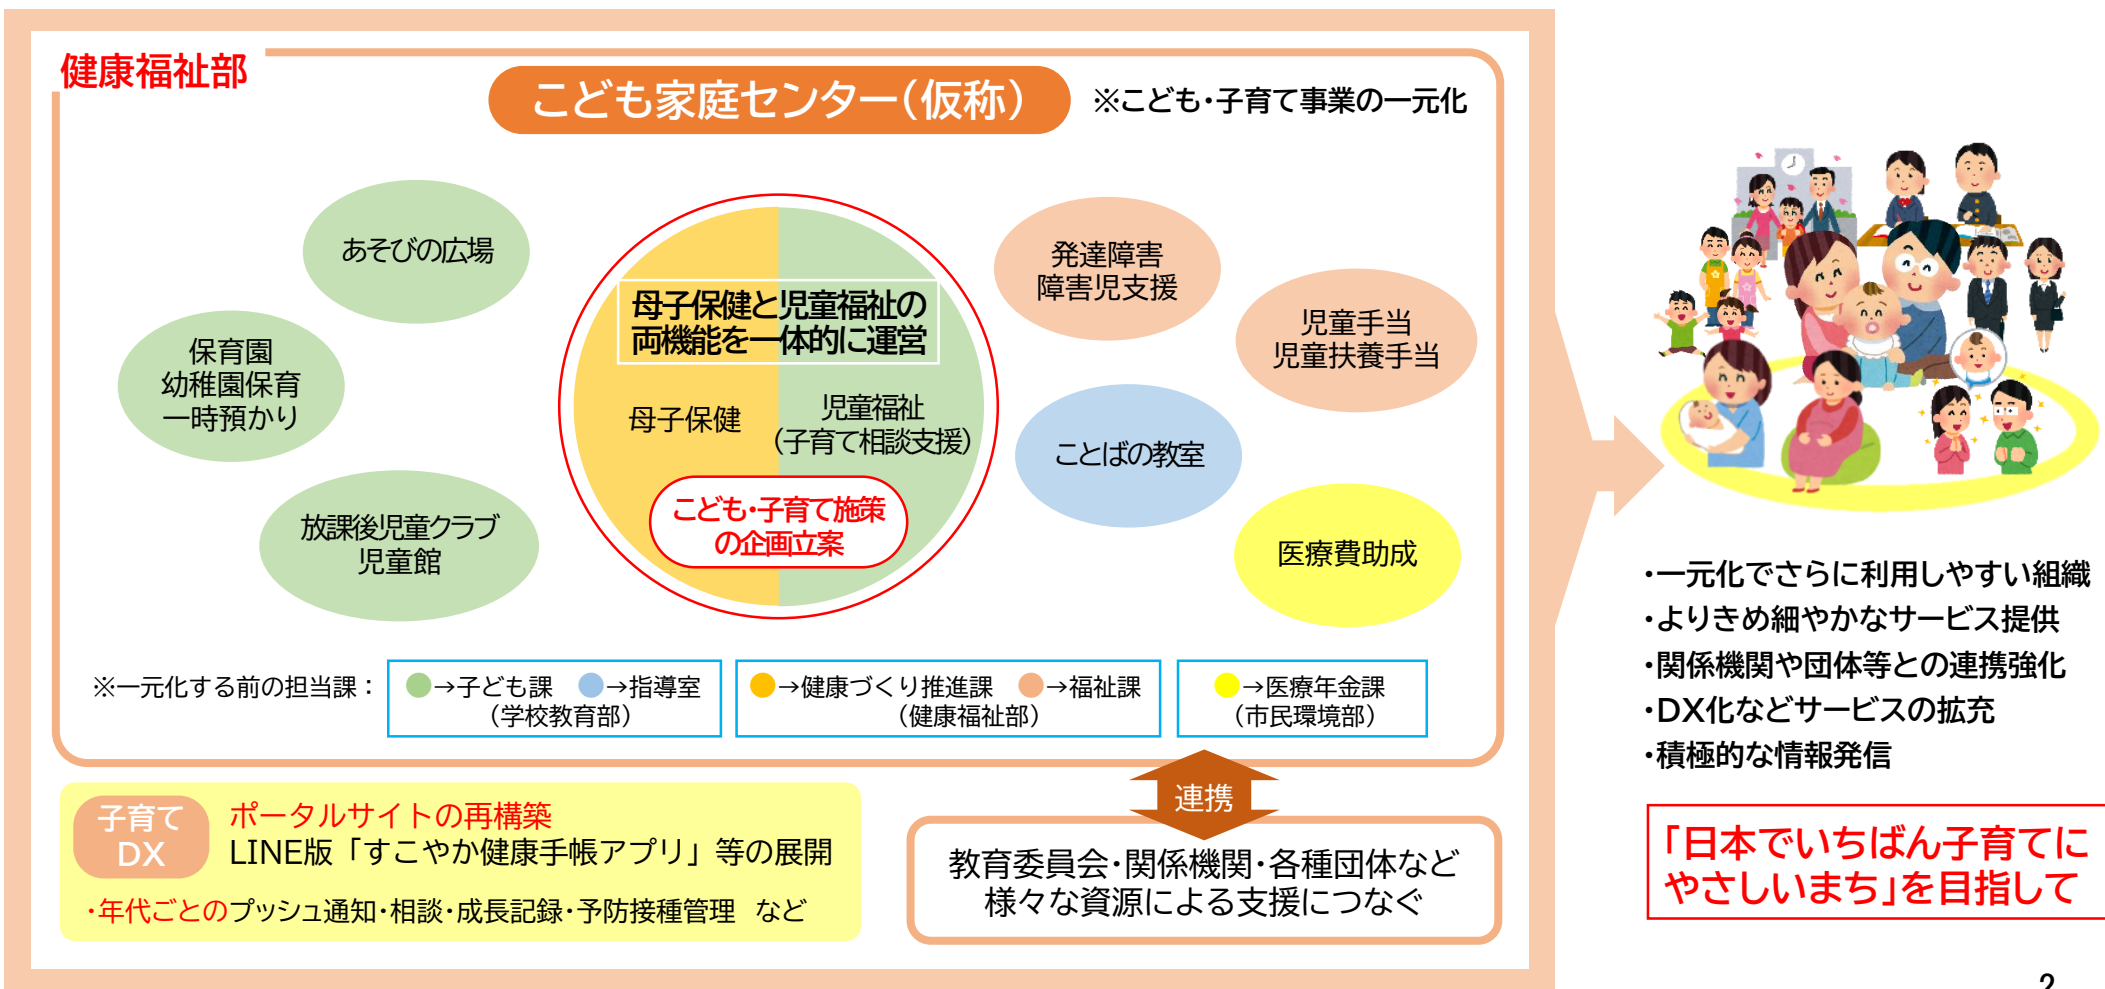 健康福祉部
こども家庭センター(仮称)
※こども・子育て事業の一元化
あそびの広場
保育園
幼稚園保育
一時預かり
放課後児童クラブ
児童館
母子保健と児童福祉の
両機能を一体的に運営
母子保健
児童福祉
(子育て相談支援)
こども・子育て施策
の企画立案
発達障害
障害児支援
児童手当
児童扶養手当
ことばの教室
医療費助成
※一元化する前の担当課：
→子ども課 →指導室
(学校教育部)
→健康づくり推進課 →福祉課
(健康福祉部)
→医療年金課
(市民環境部)
連携
教育委員会・関係機関・各種団体など
様々な資源による支援につなぐ
子育て
DX
ポータルサイトの再構築
LINE版「すこやか健康手帳アプリ」等の展開
・年代ごとのプッシュ通知・相談・成長記録・予防接種管理 など
・一元化でさらに利用しやすい組織
・よりきめ細やかなサービス提供
・関係機関や団体等との連携強化
・DX化などサービスの拡充
・積極的な情報発信
「日本でいちばん子育てに
やさしいまち」を目指して
2